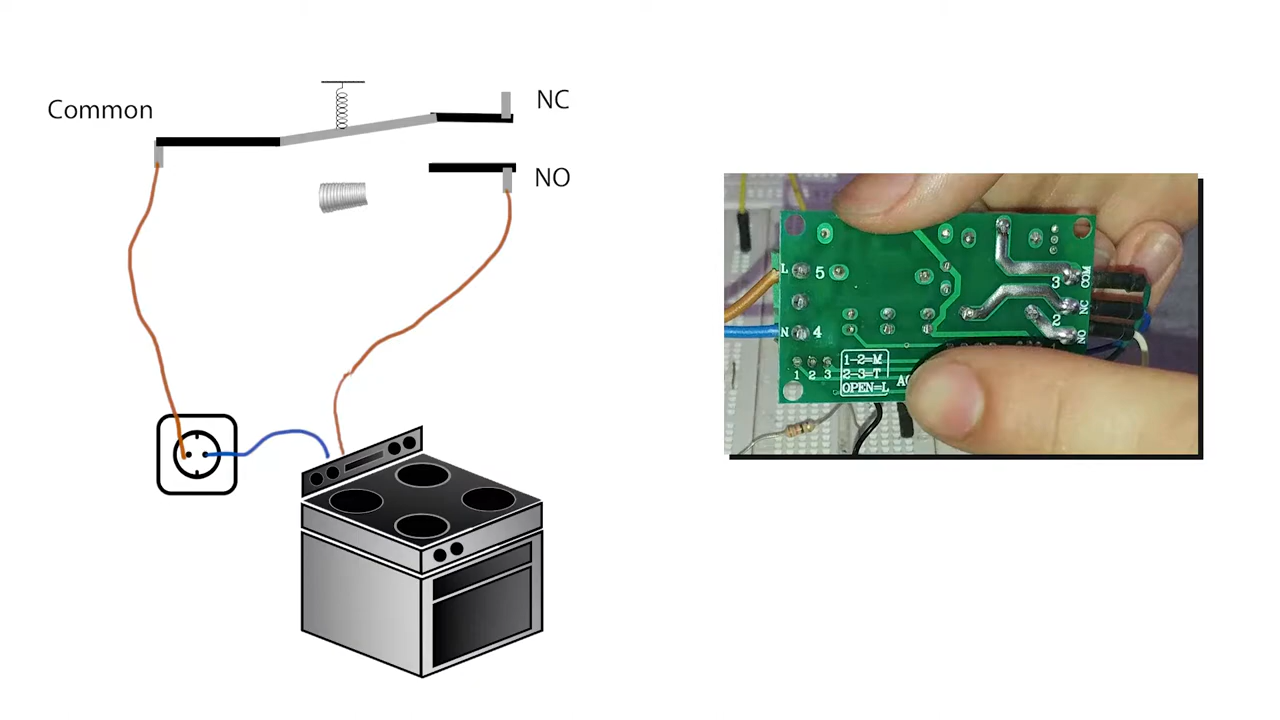 Common
NC
NO
L 5
3 COM
NC
2
N 4
NO
1 2 3
1-2=M
2-3=T
OPEN=L